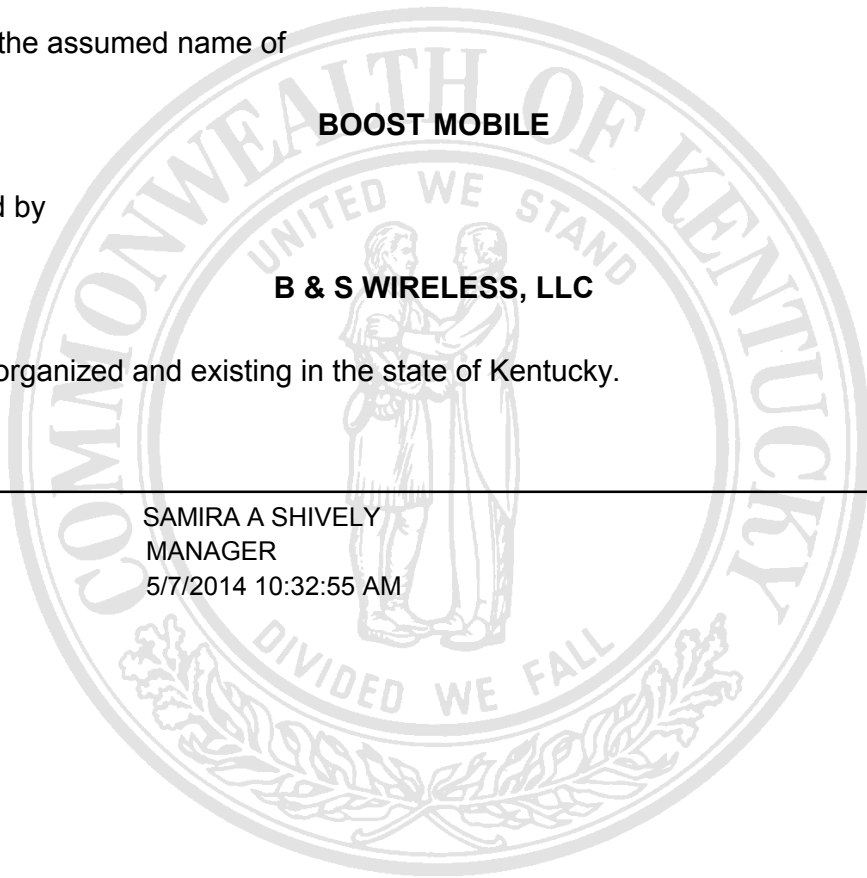 the assumed name of
BOOST MOBILE
d by
B & S WIRELESS, LLC
organized and existing in the state of Kentucky.
SAMIRA A SHIVELY
MANAGER
5/7/2014 10:32:55 AM
COMMONWEALTH OF KENTUCKY
UNITED WE STAND
DIVIDED WE FALL